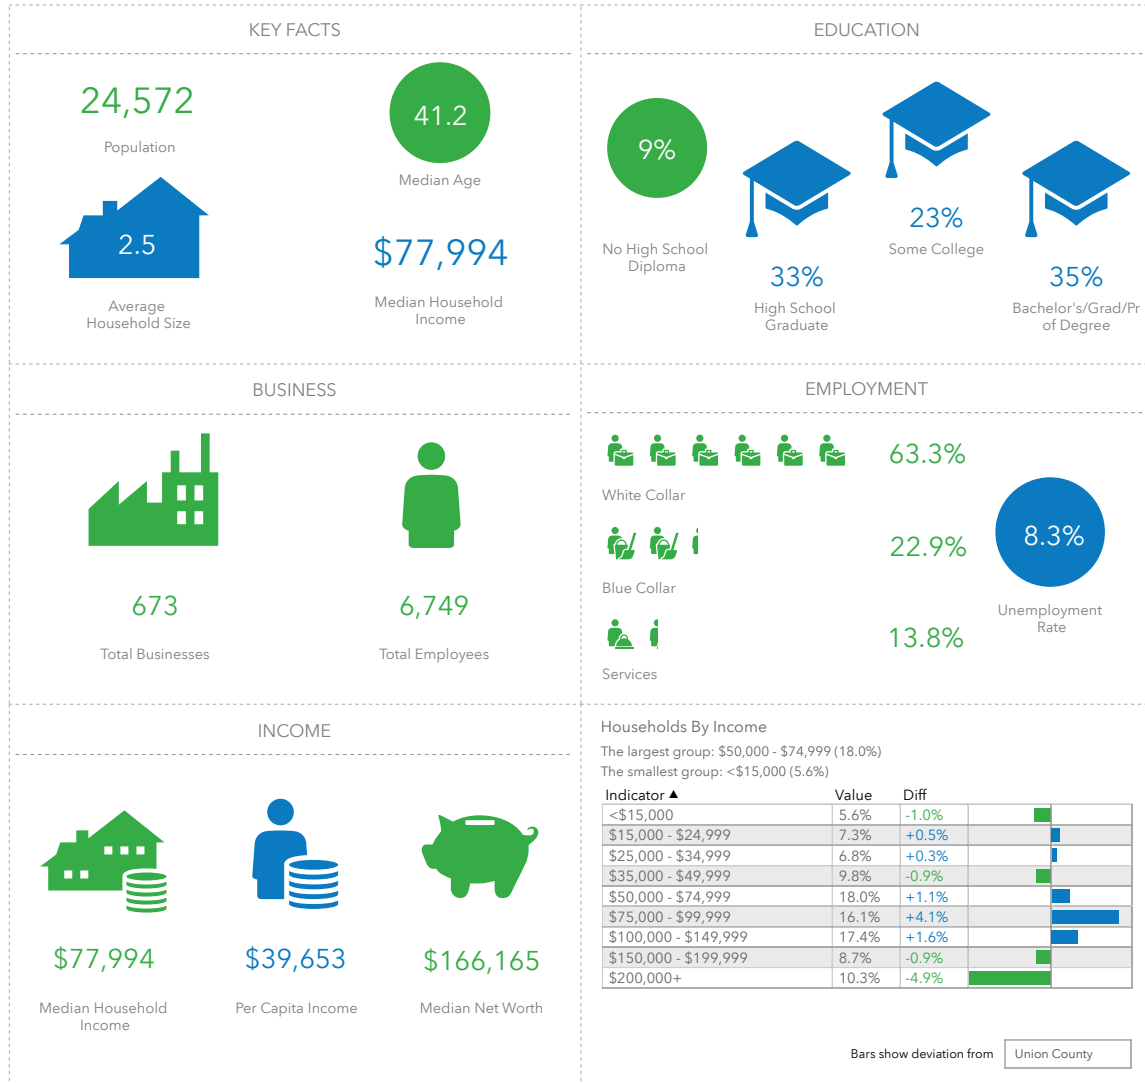 KEY FACTS
24,572
Population
41.2
Median Age
2.5
Average
Household Size
$77,994
Median Household
Income
EDUCATION
9%
No High School
Diploma
33%
High School
Graduate
23%
Some College
35%
Bachelor's/Grad/Pr
of Degree
BUSINESS
673
Total Businesses
6,749
Total Employees
EMPLOYMENT
63.3%
White Collar
22.9%
Blue Collar
13.8%
Services
8.3%
Unemployment
Rate
INCOME
$77,994
Median Household
Income
$39,653
Per Capita Income
$166,165
Median Net Worth
Households By Income
The largest group: $50,000 - $74,999 (18.0%)
The smallest group: <$15,000 (5.6%)
Indicator ▲ Value Diff
<$15,000 5.6% -1.0%
$15,000 - $24,999 7.3% +0.5%
$25,000 - $34,999 6.8% +0.3%
$35,000 - $49,999 9.8% -0.9%
$50,000 - $74,999 18.0% +1.1%
$75,000 - $99,999 16.1% +4.1%
$100,000 - $149,999 17.4% +1.6%
$150,000 - $199,999 8.7% -0.9%
$200,000+ 10.3% -4.9%
Bars show deviation from Union County